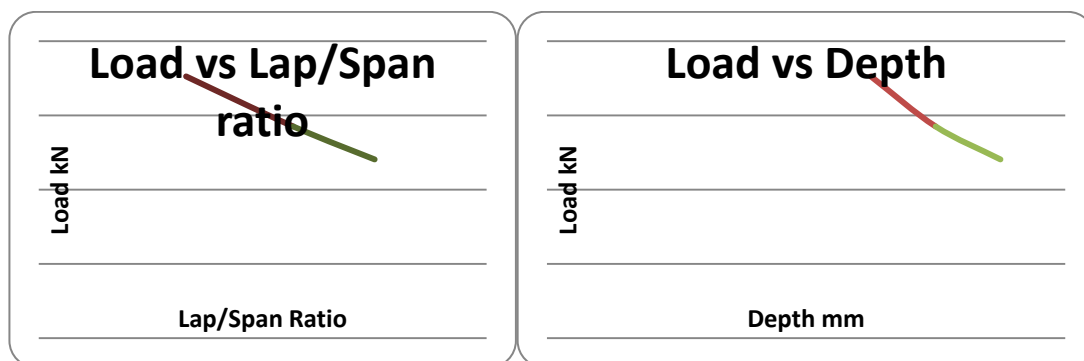 Load vs Lap/Span
ratio
Load kN
Lap/Span Ratio
Load vs Depth
Load kN
Depth mm